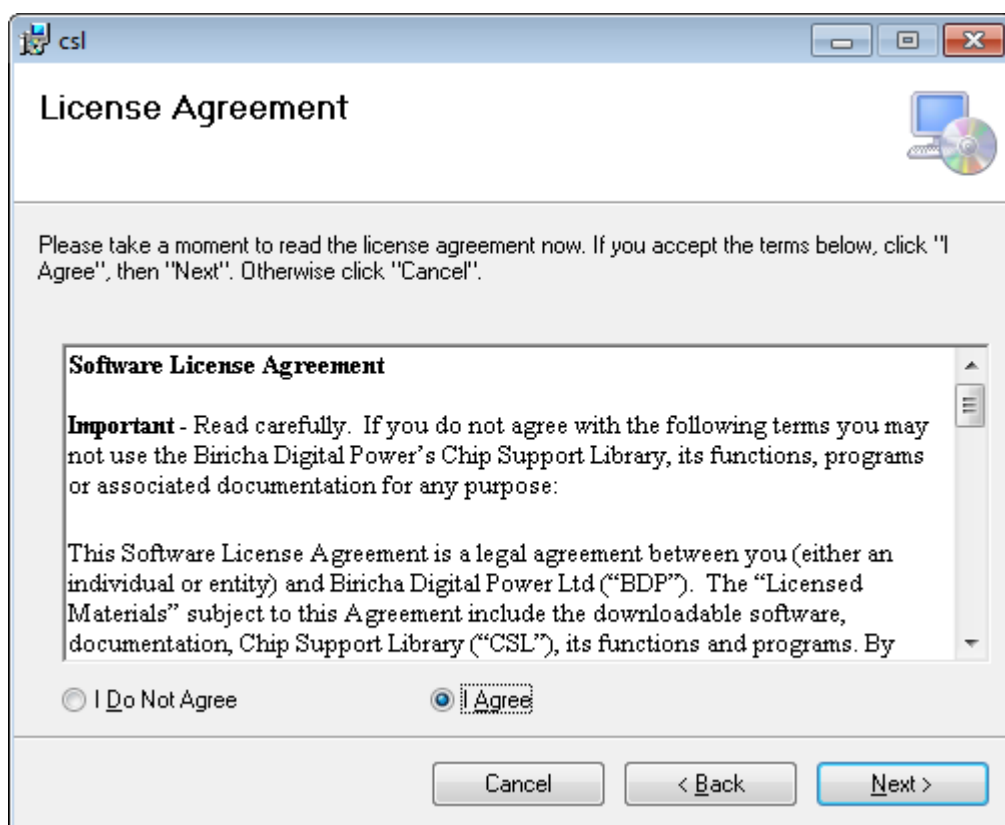 csl
License Agreement
Please take a moment to read the license agreement now. If you accept the terms below, click "I
Agree", then "Next". Otherwise click "Cancel".
Software License Agreement
Important - Read carefully.  If you do not agree with the following terms you may
not use the Biricha Digital Power’s Chip Support Library, its functions, programs
or associated documentation for any purpose:
This Software License Agreement is a legal agreement between you (either an
individual or entity) and Biricha Digital Power Ltd (“BDP”).  The “Licensed
Materials” subject to this Agreement include the downloadable software,
documentation, Chip Support Library (“CSL”), its functions and programs. By
I Do Not Agree
I Agree
Cancel
< Back
Next >